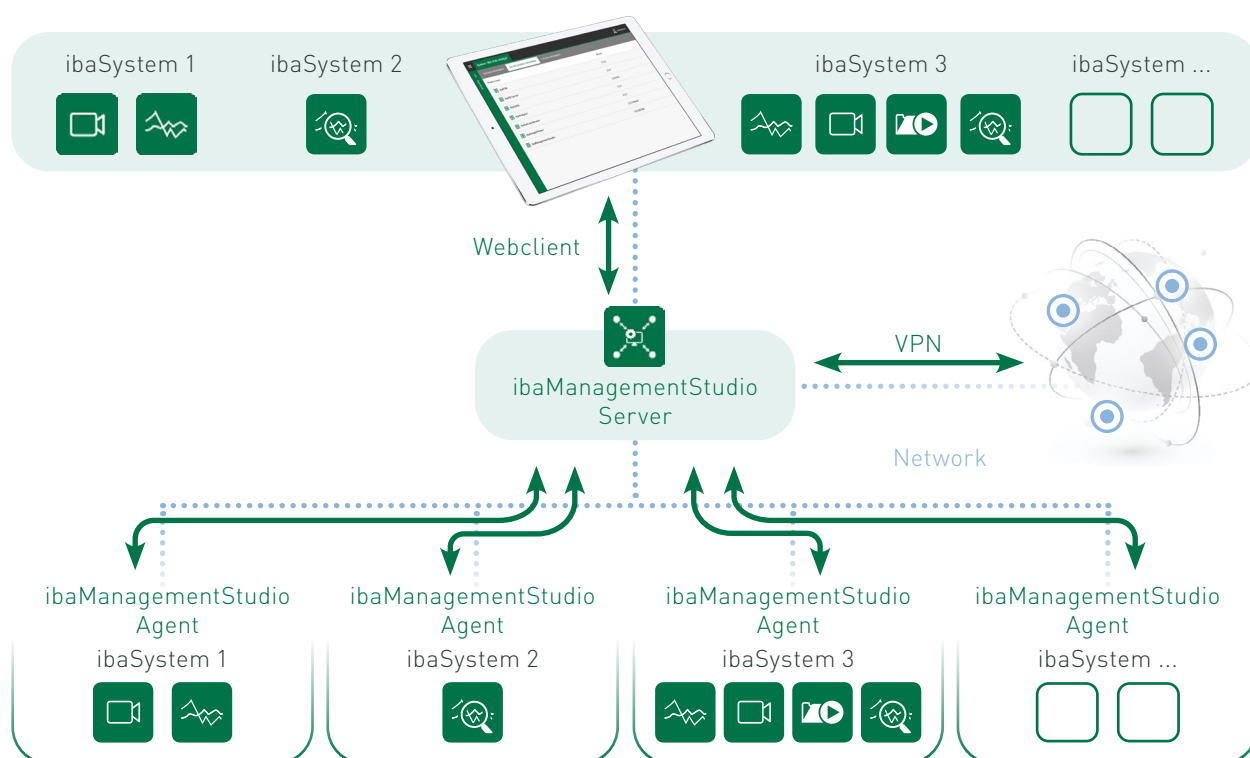 ibaSystem 1
ibaSystem 2
ibaSystem 3
ibaSystem ...
Webclient
ibaManagementStudio
Server
VPN
Network
ibaManagementStudio
Agent
ibaSystem 1
ibaManagementStudio
Agent
ibaSystem 2
ibaManagementStudio
Agent
ibaSystem 3
ibaManagementStudio
Agent
ibaSystem ...